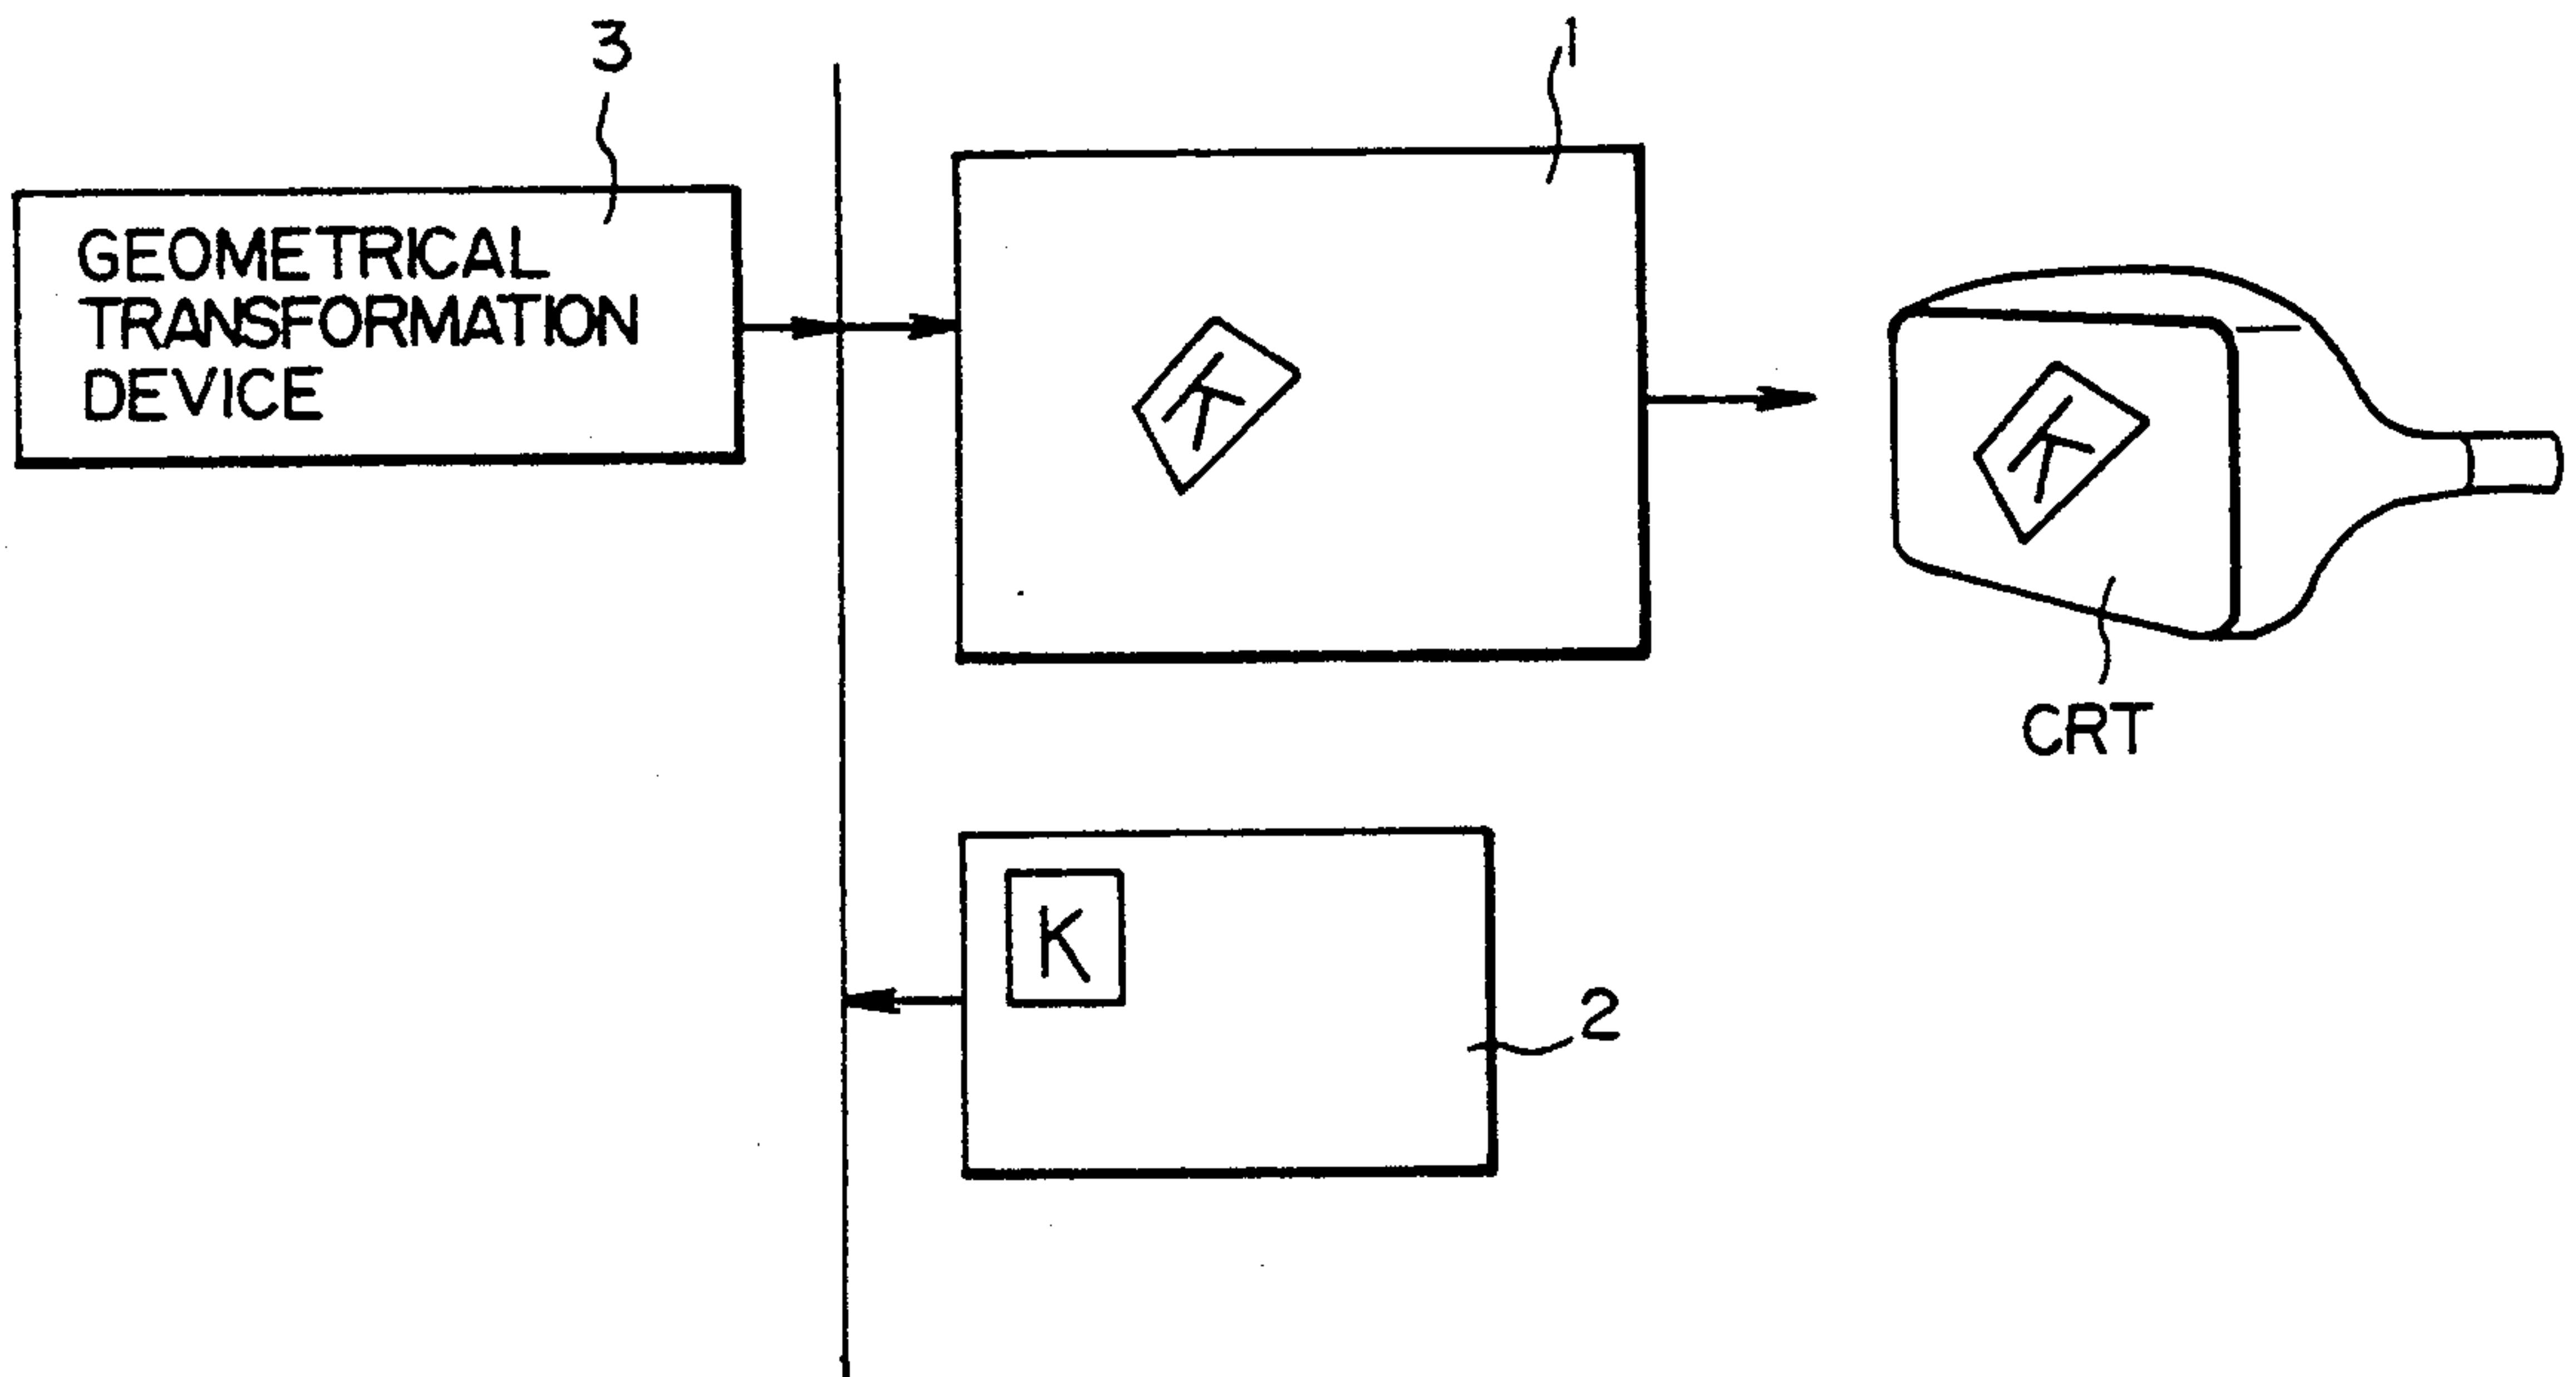 3
1
GEOMETRICAL
TRANSFORMATION
DEVICE
K
K
CRT
K
2